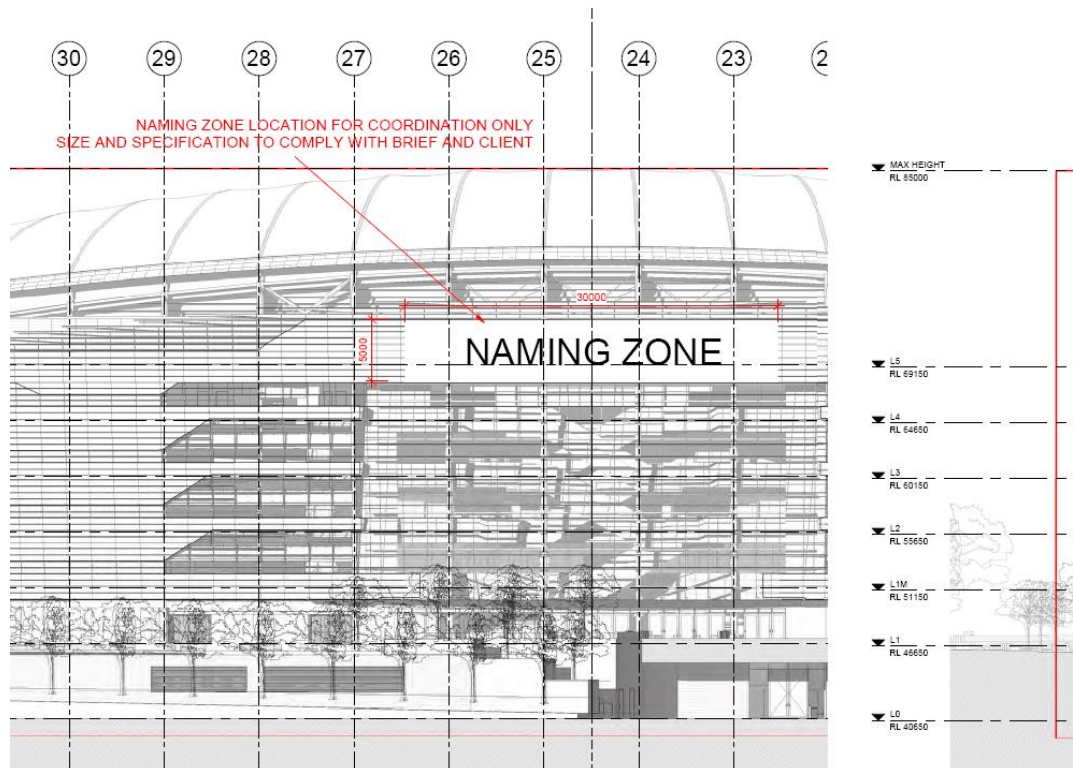 30 29 28 27 26 25 24 23 2
NAMING ZONE LOCATION FOR COORDINATION ONLY
SIZE AND SPECIFICATION TO COMPLY WITH BRIEF AND CLIENT
MAX HEIGHT
RL 85000
30000
5000
NAMING ZONE
L5
RL 69150
L4
RL 64650
L3
RL 60150
L2
RL 55650
L1M
RL 51150
L1
RL 46650
L0
RL 40650